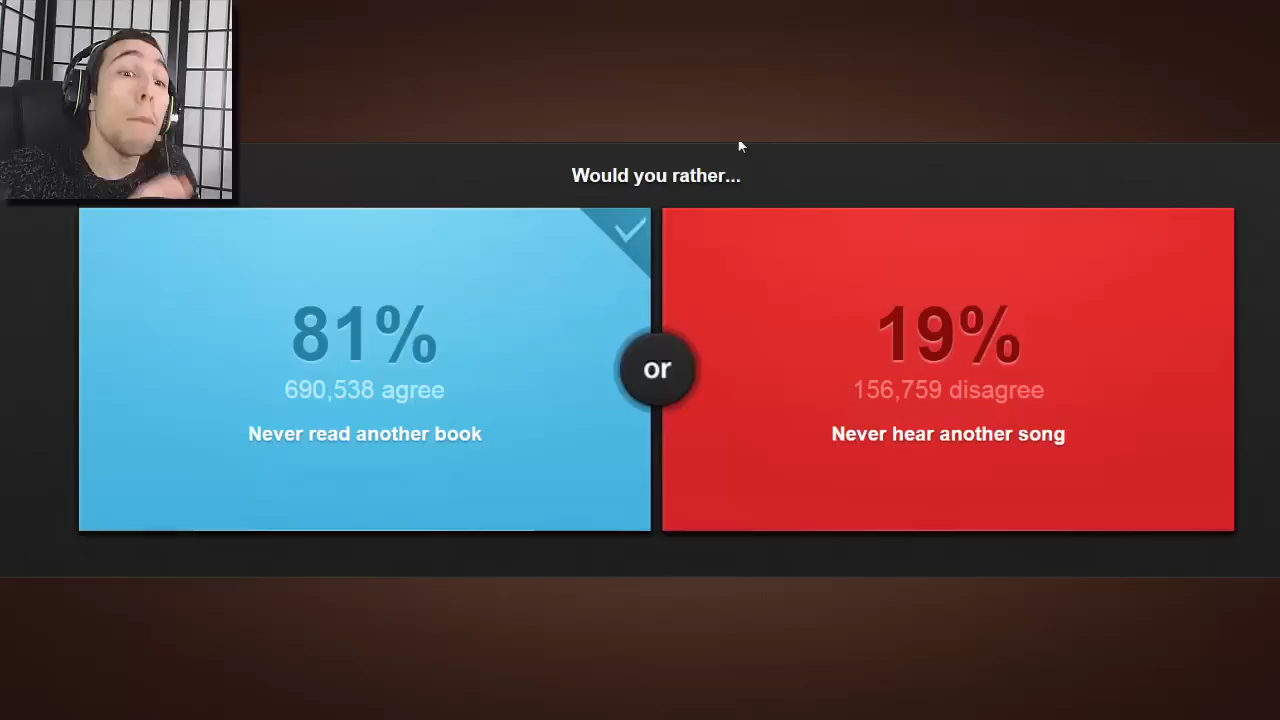 Would you rather...
81%
690,538 agree
Never read another book
or
19%
156,759 disagree
Never hear another song